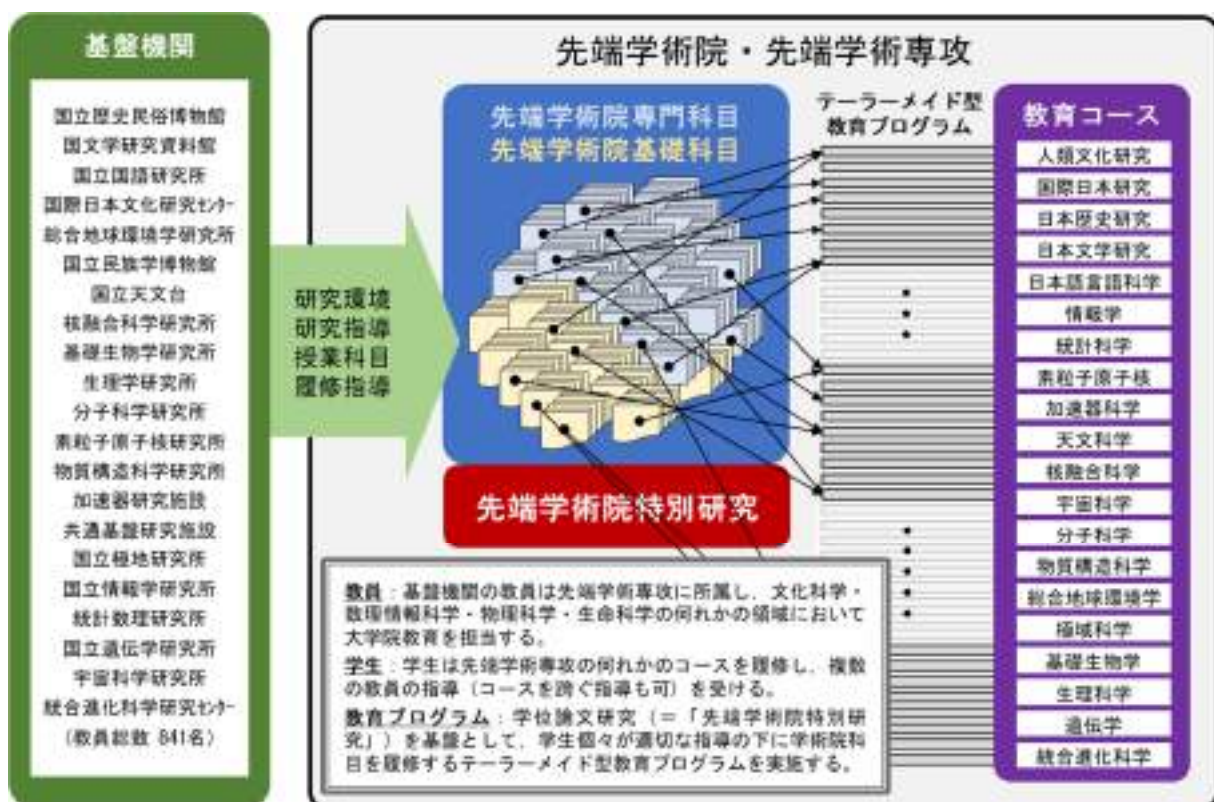 基盤機関
国立歴史民俗博物館
国文学研究資料館
国立国語研究所
国際日本文化研究センター
総合地球環境学研究所
国立民族学博物館
国立天文台
核融合科学研究所
基礎生物学研究所
生理学研究所
分子科学研究所
素粒子原子核研究所
物質構造科学研究所
加速器研究施設
共通基盤研究施設
国立極地研究所
国立情報学研究所
統計数理研究所
国立遺伝学研究所
宇宙科学研究所
統合進化科学研究センター
(教員総数 841名)
研究環境
研究指導
授業科目
履修指導
先端学術院・先端学術専攻
先端学術院専門科目
先端学術院基礎科目
先端学術院特別研究
テーラーメイド型
教育プログラム
教育コース
人類文化研究
国際日本研究
日本歴史研究
日本文学研究
日本語言語科学
情報学
統計科学
素粒子原子核
加速器科学
天文科学
核融合科学
宇宙科学
分子科学
物質構造科学
総合地球環境学
極域科学
基礎生物学
生理科学
遺伝学
統合進化科学
教員：基盤機関の教員は先端学術専攻に所属し、文化科学・
数理情報科学・物理科学・生命科学の何れかの領域において
大学院教育を担当する。
学生：学生は先端学術専攻の何れかのコースを履修し、複数
の教員の指導（コースを跨ぐ指導も可）を受ける。
教育プログラム：学位論文研究（＝「先端学術院特別研
究」）を基盤として、学生個々が適切な指導の下に学術院科
目を履修するテーラーメイド型教育プログラムを実施する。